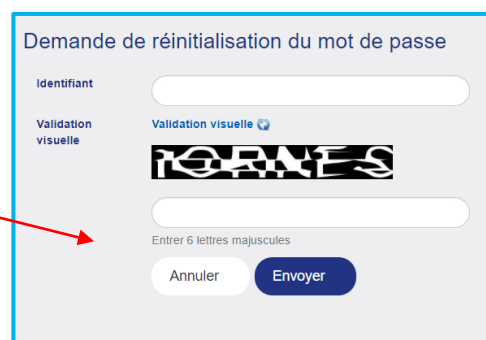 Demande de réinitialisation du mot de passe
Identifiant
Validation visuelle
Validation visuelle
Entrer 6 lettres majuscules
Annuler
Envoyer